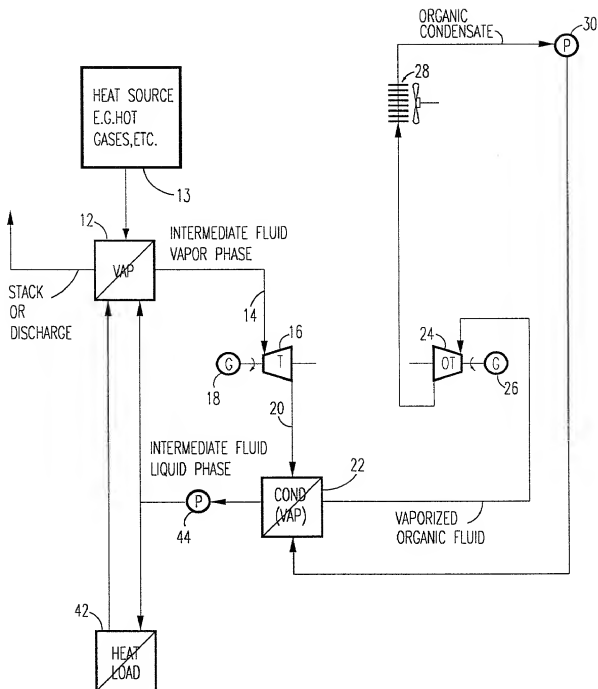 ORGANIC
CONDENSATE
30
P
28
HEAT SOURCE
E.G.HOT
GASES,ETC.
13
12
VAP
INTERMEDIATE FLUID
VAPOR PHASE
STACK
OR
DISCHARGE
14
16
T
G
18
24
OT
G
26
20
INTERMEDIATE FLUID
LIQUID PHASE
22
COND
(VAP)
P
44
VAPORIZED
ORGANIC FLUID
42
HEAT
LOAD